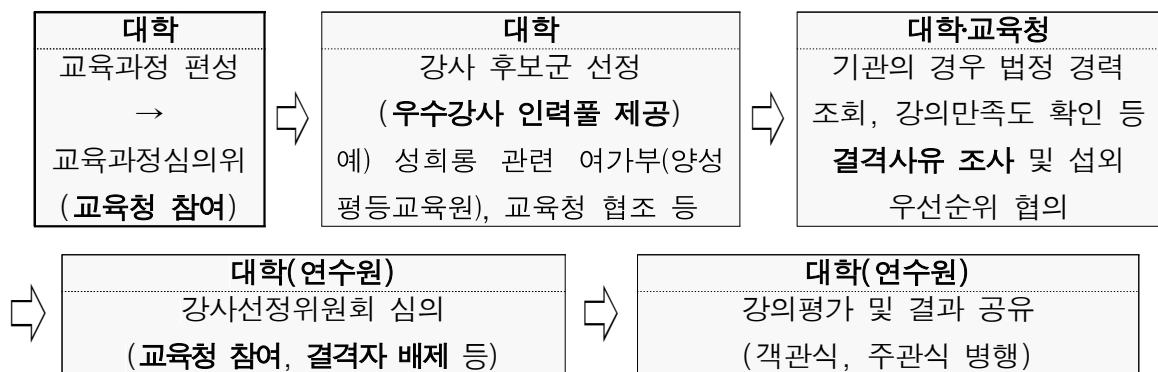 대학
교육과정 편성
→
교육과정심의위
(교육청 참여)
대학
강사 후보군 선정
(우수강사 인력풀 제공)
예) 성희롱 관련 여가부(양성
평등교육원), 교육청 협조 등
대학·교육청
기관의 경우 법정 경력
조회, 강의만족도 확인 등
결격사유 조사 및 섭외
우선순위 협의
대학(연수원)
강사선정위원회 심의
(교육청 참여, 결격자 배제 등)
대학(연수원)
강의평가 및 결과 공유
(객관식, 주관식 병행)